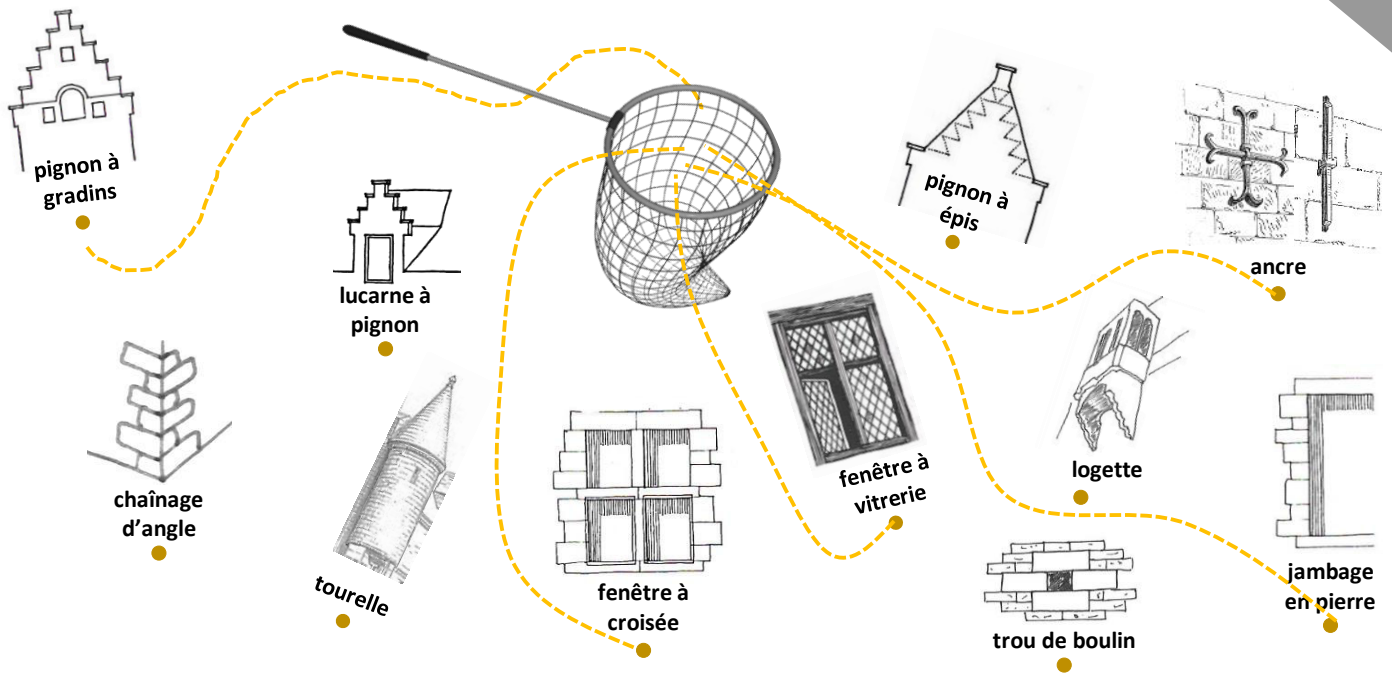 pignon à
gradins
lucarne à
pignon
pignon à
épis
ancre
chaînage
d’angle
tourelle
fenêtre à
croisée
fenêtre à
vitrerie
logette
trou de boulin
jambage
en pierre